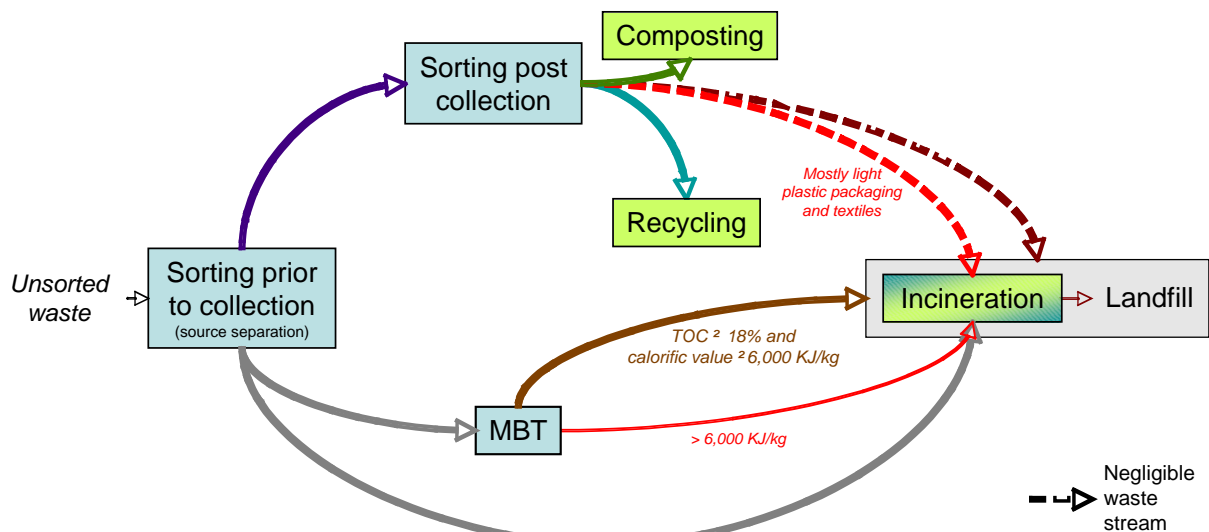 Composting
Sorting post
collection
Mostly light
plastic packaging
and textiles
Recycling
Unsorted
waste
Sorting prior
to collection
(source separation)
Incineration
Landfill
TOC ² 18% and
calorific value ² 6,000 KJ/kg
MBT
> 6,000 KJ/kg
Negligible
waste
stream